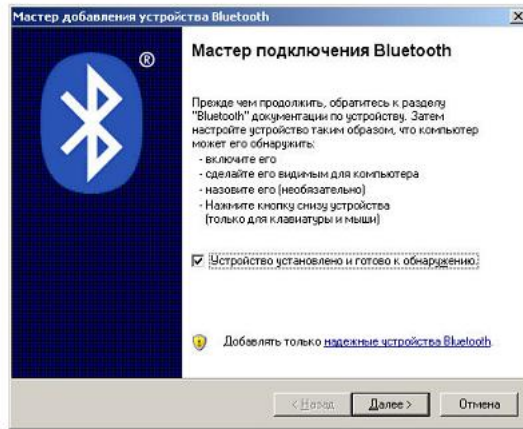 Мастер добавления устройства Bluetooth
®
Мастер подключения Bluetooth
Прежде чем продолжить, обратитесь к разделу
"Bluetooth" документации по устройству. Затем
настройте устройство таким образом, что компьютер
может его обнаружить:
- включите его
- сделайте его видимым для компьютера
- назовите его (необязательно)
- Нажмите кнопку снизу устройства
(только для клавиатуры и мыши)
Устройство установлено и готово к обнаружению.
Добавлять только надежные устройства Bluetooth.
< Назад
Далее >
Отмена